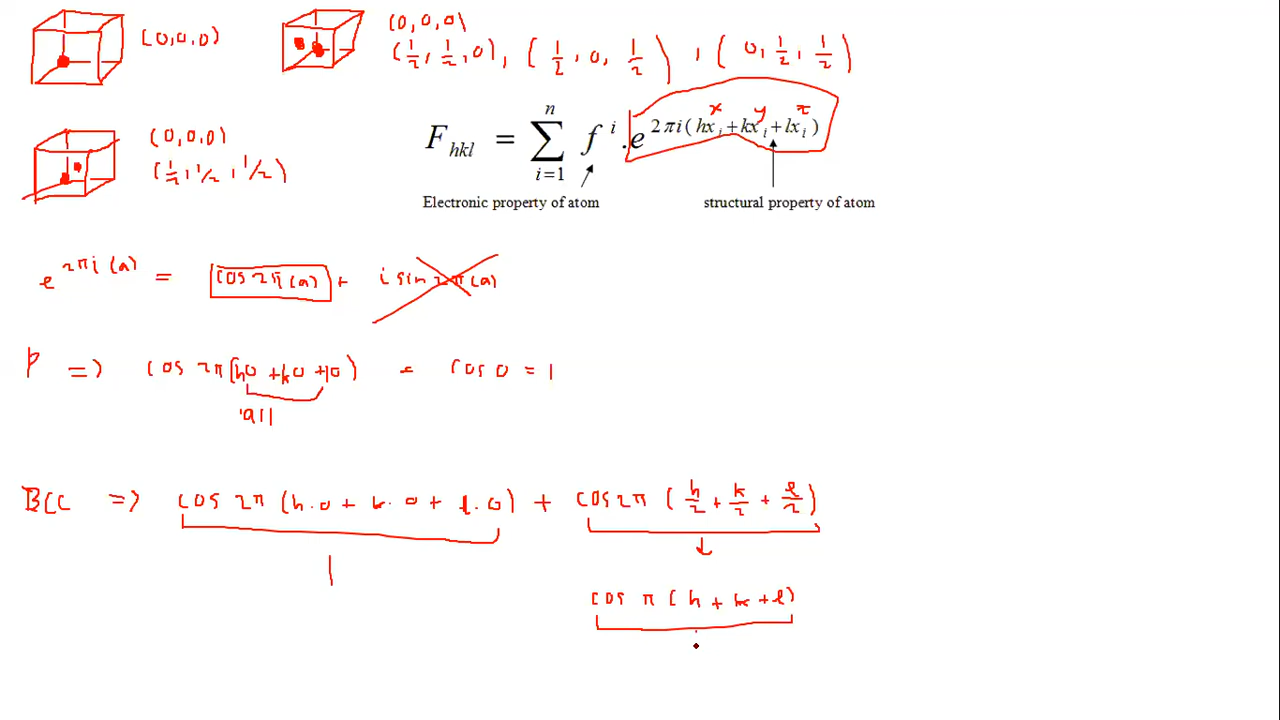 (0,0,0)
(0,0,0)
(1/2, 1/2, 0), (1/2, 0, 1/2), (0, 1/2, 1/2)
x y z
F_hkl = ∑_{i=1}^{n} f^i . e^{2πi(hx_i+kx_i+lx_i)}
Electronic property of atom
structural property of atom
(0,0,0)
(1/2, 1/2, 1/2)
e^{2πi(a)} = cos 2π(a) + i sin 2π(a)
P => cos 2π(h0 + k0 + l0) = cos 0 = 1
all
BCC => cos 2π (h.0 + k.0 + l.0) + cos 2π (h/2 + k/2 + l/2)
1
cos π (h + k + l)